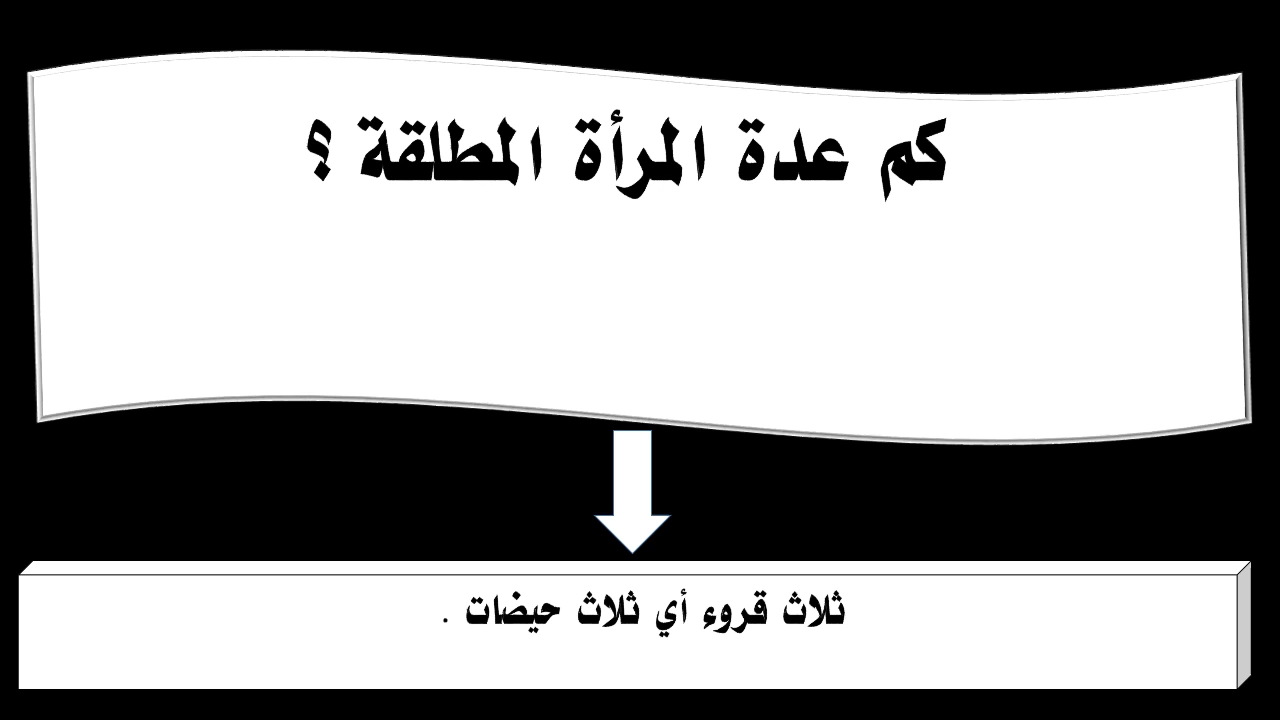 كم عدة المرأة المطلقة ؟
ثلاث قروء أي ثلاث حيضات .